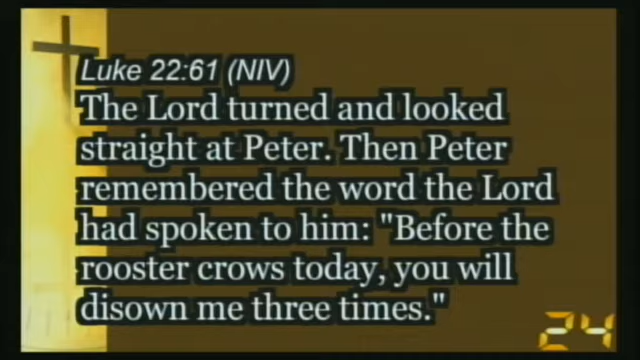 Luke 22:61 (NIV)
The Lord turned and looked
straight at Peter. Then Peter
remembered the word the Lord
had spoken to him: "Before the
rooster crows today, you will
disown me three times."
24